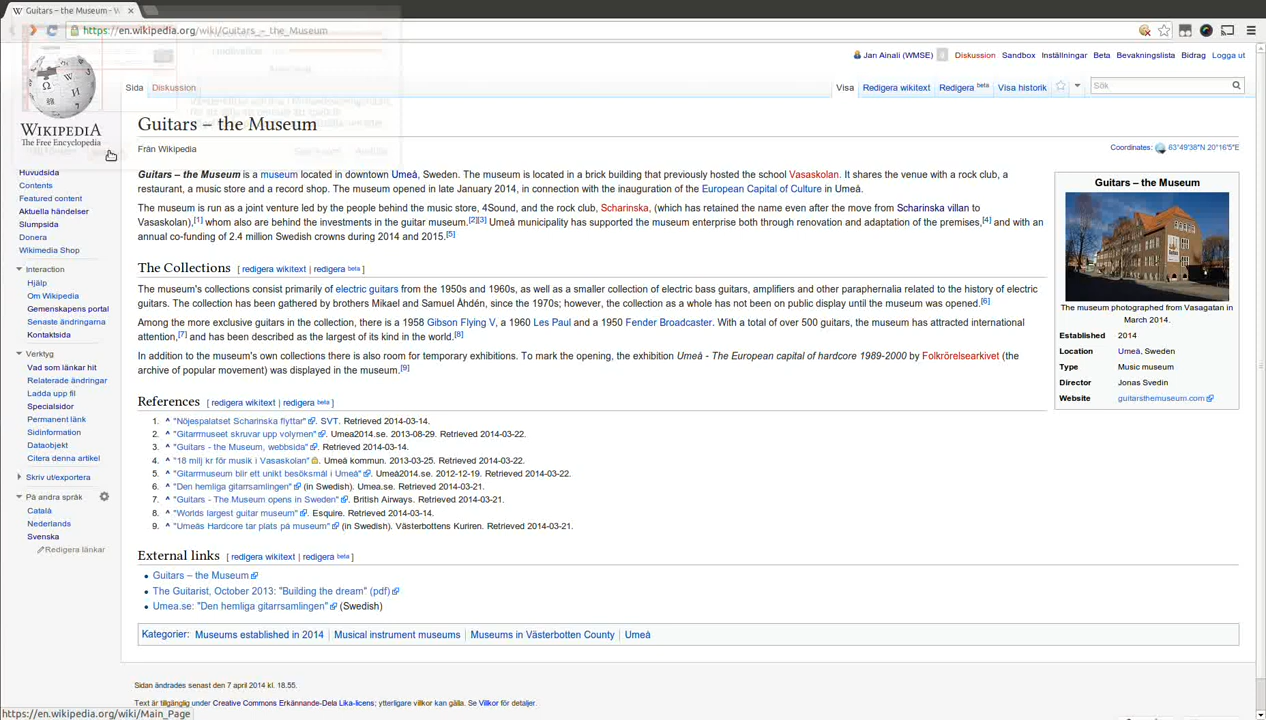 Guitars – the Museum - W
https://en.wikipedia.org/wiki/Guitars_–_the_Museum
Jan Ainali (WMSE) Diskussion Sandbox Inställningar Beta Bevakningslista Bidrag Logga ut
Sida Diskussion Visa Redigera wikitext Redigera beta Visa historik Sök
WIKIPEDIA
The Free Encyclopedia
Huvudsida
Contents
Featured content
Aktuella händelser
Slumpsida
Donera
Wikimedia Shop
Interaction
Hjälp
Om Wikipedia
Gemenskapens portal
Senaste ändringarna
Kontaktsida
Verktyg
Vad som länkar hit
Relaterade ändringar
Ladda upp fil
Specialsidor
Permanent länk
Sidinformation
Dataobjekt
Citera denna artikel
Skriv ut/exportera
På andra språk
Català
Nederlands
Svenska
Redigera länkar
Guitars – the Museum
Från Wikipedia
Coordinates: 63°49′38″N 20°16′5″E
Guitars – the Museum is a museum located in downtown Umeå, Sweden. The museum is located in a brick building that previously hosted the school Vasaskolan. It shares the venue with a rock club, a
restaurant, a music store and a record shop. The museum opened in late January 2014, in connection with the inauguration of the European Capital of Culture in Umeå.
The museum is run as a joint venture led by the people behind the music store, 4Sound, and the rock club, Scharinska, (which has retained the name even after the move from Scharinska villan to
Vasaskolan),[1] whom also are behind the investments in the guitar museum.[2][3] Umeå municipality has supported the museum enterprise both through renovation and adaptation of the premises,[4] and with an
annual co-funding of 2.4 million Swedish crowns during 2014 and 2015.[5]
The Collections [ redigera wikitext | redigera beta ]
The museum's collections consist primarily of electric guitars from the 1950s and 1960s, as well as a smaller collection of electric bass guitars, amplifiers and other paraphernalia related to the history of electric
guitars. The collection has been gathered by brothers Mikael and Samuel Åhdén, since the 1970s; however, the collection as a whole has not been on public display until the museum was opened.[6]
Among the more exclusive guitars in the collection, there is a 1958 Gibson Flying V, a 1960 Les Paul and a 1950 Fender Broadcaster. With a total of over 500 guitars, the museum has attracted international
attention,[7] and has been described as the largest of its kind in the world.[8]
In addition to the museum's own collections there is also room for temporary exhibitions. To mark the opening, the exhibition Umeå - The European capital of hardcore 1989-2000 by Folkrörelsearkivet (the
archive of popular movement) was displayed in the museum.[9]
References [ redigera wikitext | redigera beta ]
1. ^ "Nöjespalatset Scharinska flyttar". SVT. Retrieved 2014-03-14.
2. ^ "Gitarrmuseet skruvar upp volymen". Umea2014.se. 2013-08-29. Retrieved 2014-03-22.
3. ^ "Guitars - the Museum, webbsida". Retrieved 2014-03-14.
4. ^ "18 milj kr för musik i Vasaskolan". Umeå kommun. 2013-03-25. Retrieved 2014-03-22.
5. ^ "Gitarrmuseum blir ett unikt besöksmål i Umeå". Umeå2014.se. 2012-12-19. Retrieved 2014-03-22.
6. ^ "Den hemliga gitarrsamlingen" (in Swedish). Umea.se. Retrieved 2014-03-21.
7. ^ "Guitars - The Museum opens in Sweden". British Airways. Retrieved 2014-03-21.
8. ^ "Worlds largest guitar museum". Esquire. Retrieved 2014-03-14.
9. ^ "Umeås Hardcore tar plats på museum" (in Swedish). Västerbottens Kuriren. Retrieved 2014-03-21.
External links [ redigera wikitext | redigera beta ]
Guitars – the Museum
The Guitarist, October 2013: "Building the dream" (pdf)
Umea.se: "Den hemliga gitarrsamlingen" (Swedish)
Kategorier: Museums established in 2014 | Musical instrument museums | Museums in Västerbotten County | Umeå
Guitars – the Museum
The museum photographed from Vasagatan in
March 2014.
Established 2014
Location Umeå, Sweden
Type Music museum
Director Jonas Svedin
Website guitarsthemuseum.com
Sidan ändrades senast den 7 april 2014 kl. 18.55.
Text är tillgänglig under Creative Commons Erkännande-Dela Lika-licens; ytterligare villkor kan gälla. Se Villkor för detaljer.
https://en.wikipedia.org/wiki/Main_Page